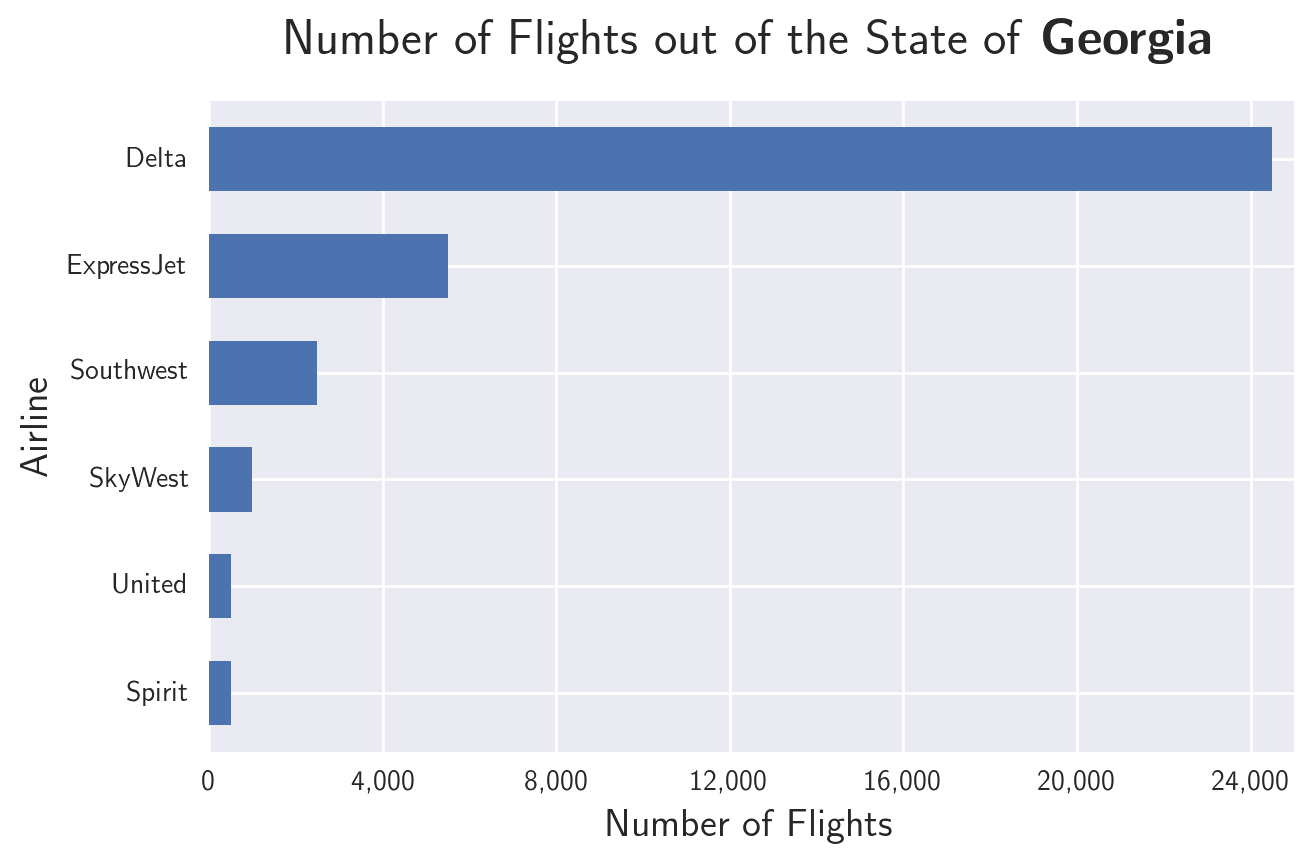 Number of Flights out of the State of Georgia
Delta
ExpressJet
Southwest
SkyWest
United
Spirit
Airline
0 4,000 8,000 12,000 16,000 20,000 24,000
Number of Flights